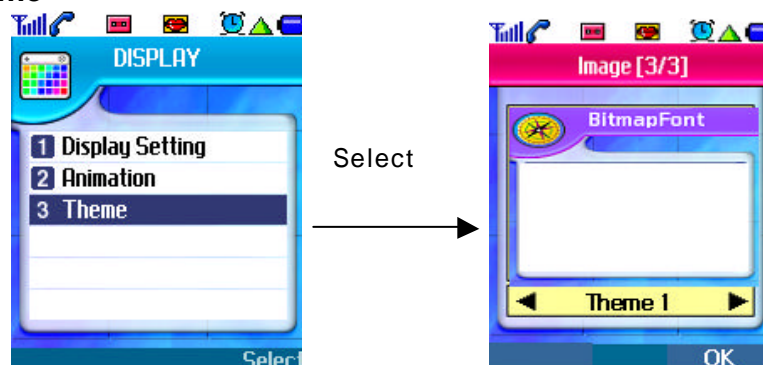 DISPLAY
1 Display Setting
2 Animation
3 Theme
Select
Select
Image [3/3]
BitmapFont
Theme 1
OK